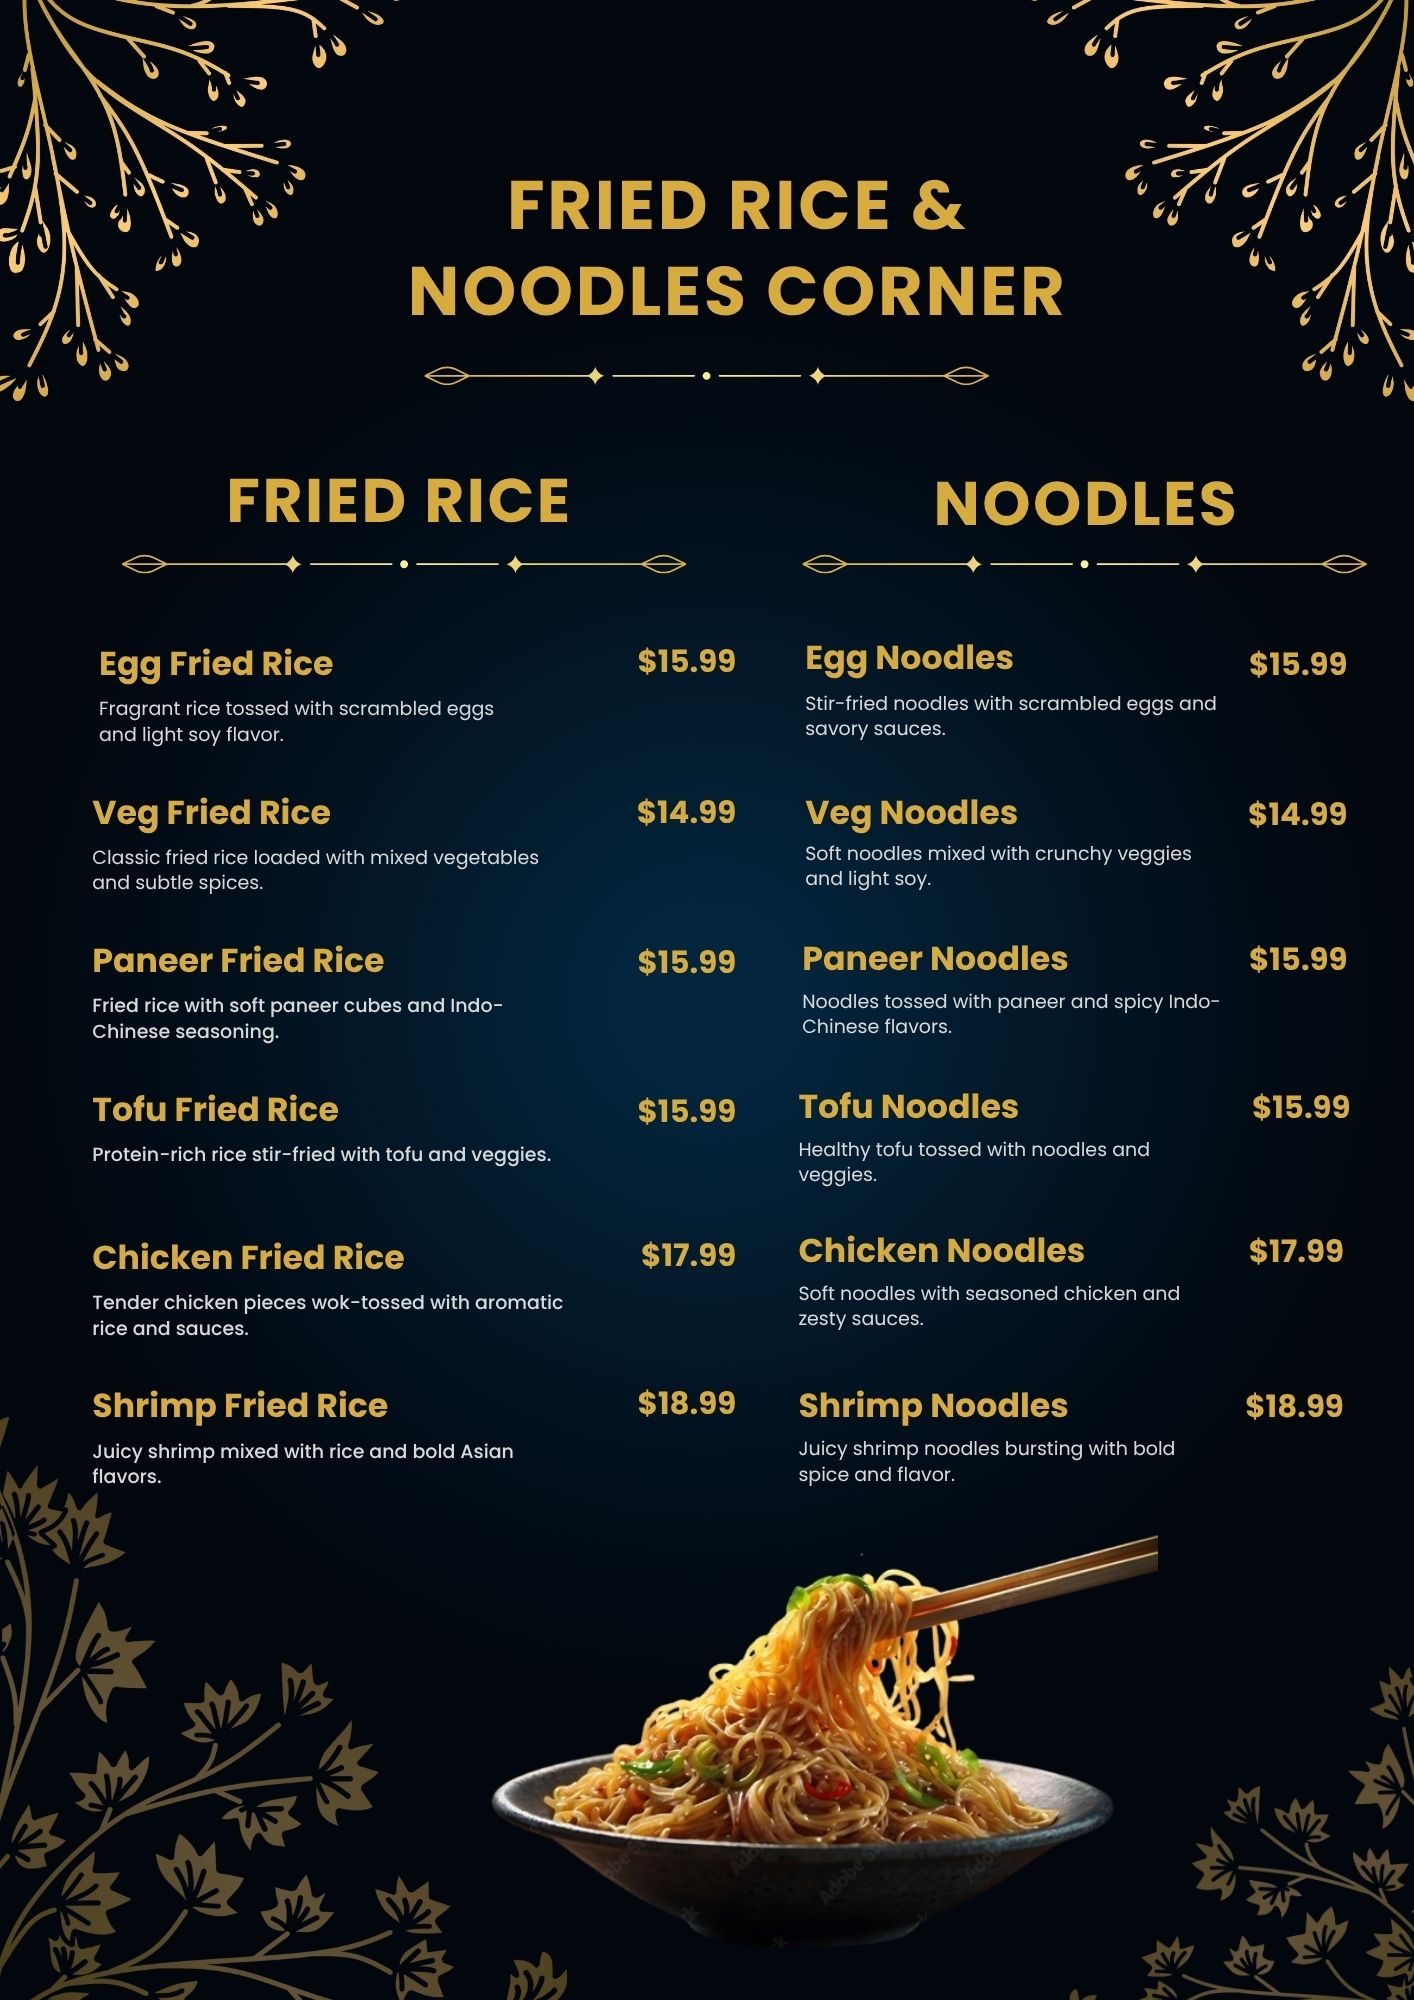 FRIED RICE &
NOODLES CORNER
FRIED RICE
Egg Fried Rice $15.99
Fragrant rice tossed with scrambled eggs
and light soy flavor.
Veg Fried Rice $14.99
Classic fried rice loaded with mixed vegetables
and subtle spices.
Paneer Fried Rice $15.99
Fried rice with soft paneer cubes and Indo-
Chinese seasoning.
Tofu Fried Rice $15.99
Protein-rich rice stir-fried with tofu and veggies.
Chicken Fried Rice $17.99
Tender chicken pieces wok-tossed with aromatic
rice and sauces.
Shrimp Fried Rice $18.99
Juicy shrimp mixed with rice and bold Asian
flavors.
NOODLES
Egg Noodles $15.99
Stir-fried noodles with scrambled eggs and
savory sauces.
Veg Noodles $14.99
Soft noodles mixed with crunchy veggies
and light soy.
Paneer Noodles $15.99
Noodles tossed with paneer and spicy Indo-
Chinese flavors.
Tofu Noodles $15.99
Healthy tofu tossed with noodles and
veggies.
Chicken Noodles $17.99
Soft noodles with seasoned chicken and
zesty sauces.
Shrimp Noodles $18.99
Juicy shrimp noodles bursting with bold
spice and flavor.